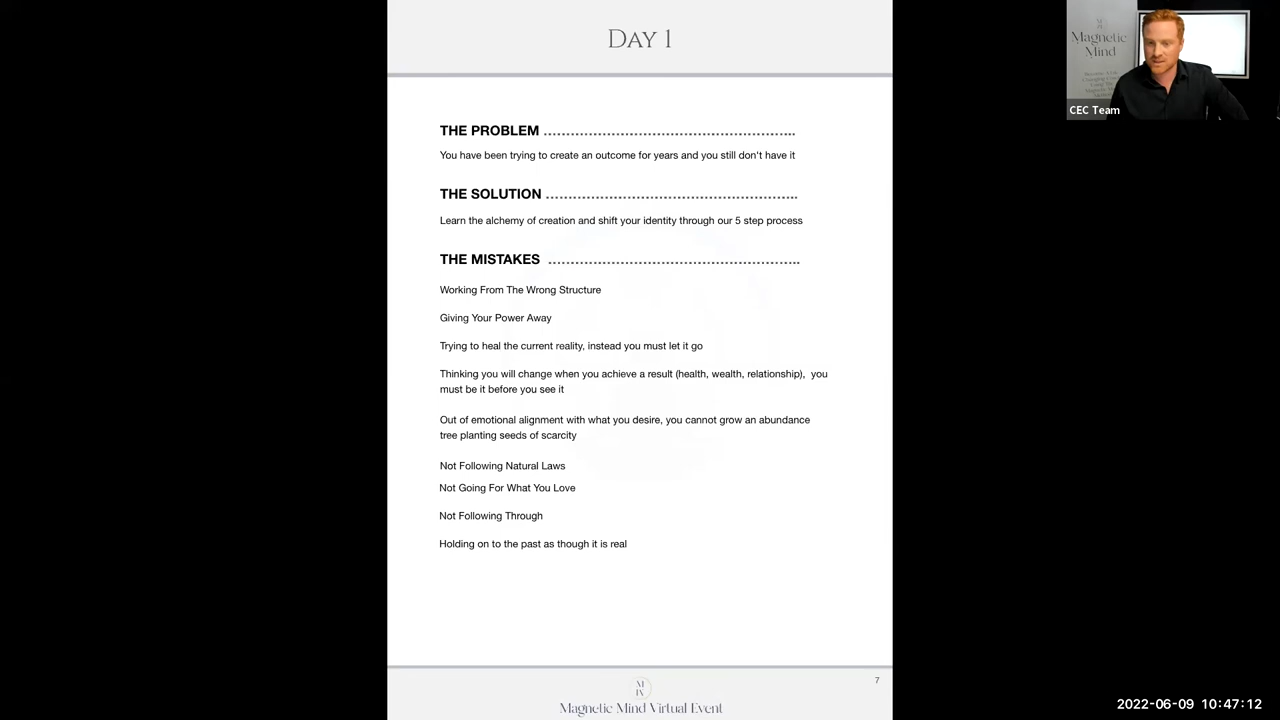 DAY 1
THE PROBLEM ……………………………………………………...
You have been trying to create an outcome for years and you still don't have it
THE SOLUTION ……………………………………………………..
Learn the alchemy of creation and shift your identity through our 5 step process
THE MISTAKES ……………………………………………………..
Working From The Wrong Structure
Giving Your Power Away
Trying to heal the current reality, instead you must let it go
Thinking you will change when you achieve a result (health, wealth, relationship), you
must be it before you see it
Out of emotional alignment with what you desire, you cannot grow an abundance
tree planting seeds of scarcity
Not Following Natural Laws
Not Going For What You Love
Not Following Through
Holding on to the past as though it is real
7
Magnetic Mind Virtual Event
Magnetic
Mind
CEC Team
2022-06-09 10:47:12